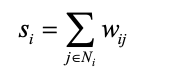 s_i = \sum_{j \in N_i} w_{ij}